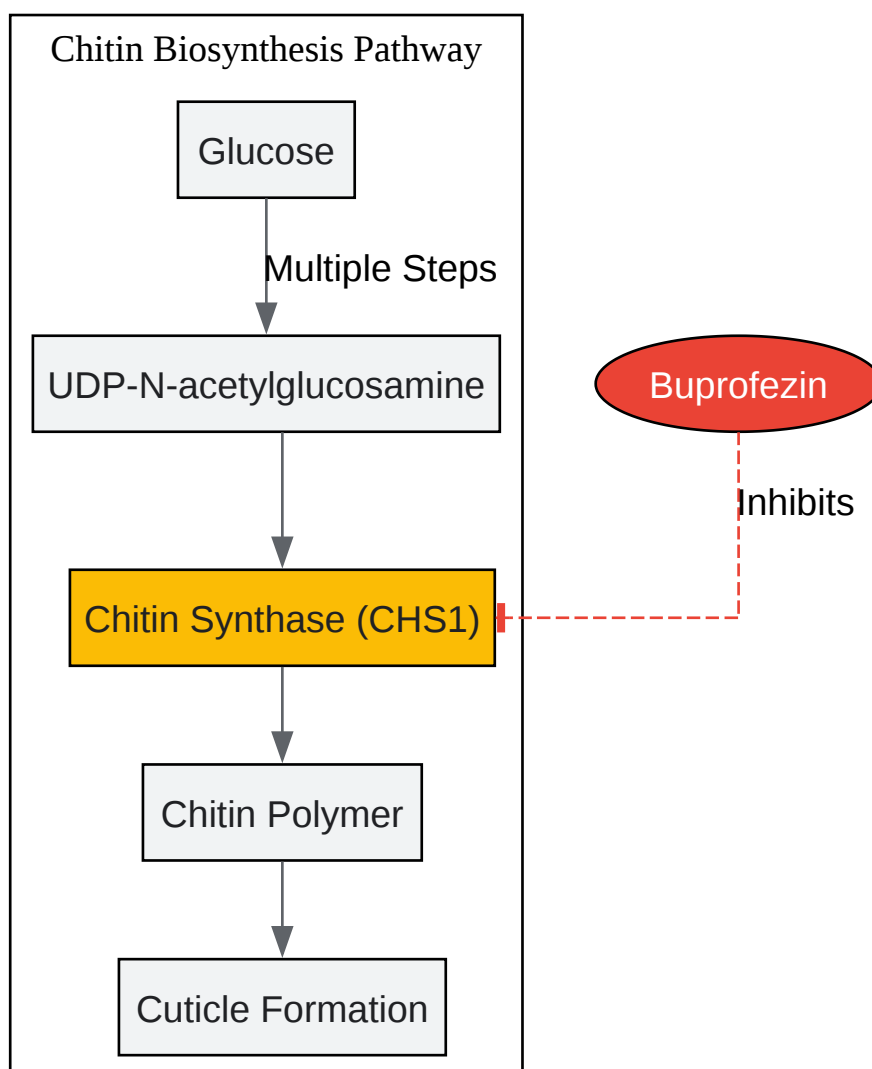 Chitin Biosynthesis Pathway
Glucose
Multiple Steps
UDP-N-acetylglucosamine
Buprofezin
Inhibits
Chitin Synthase (CHS1)
Chitin Polymer
Cuticle Formation